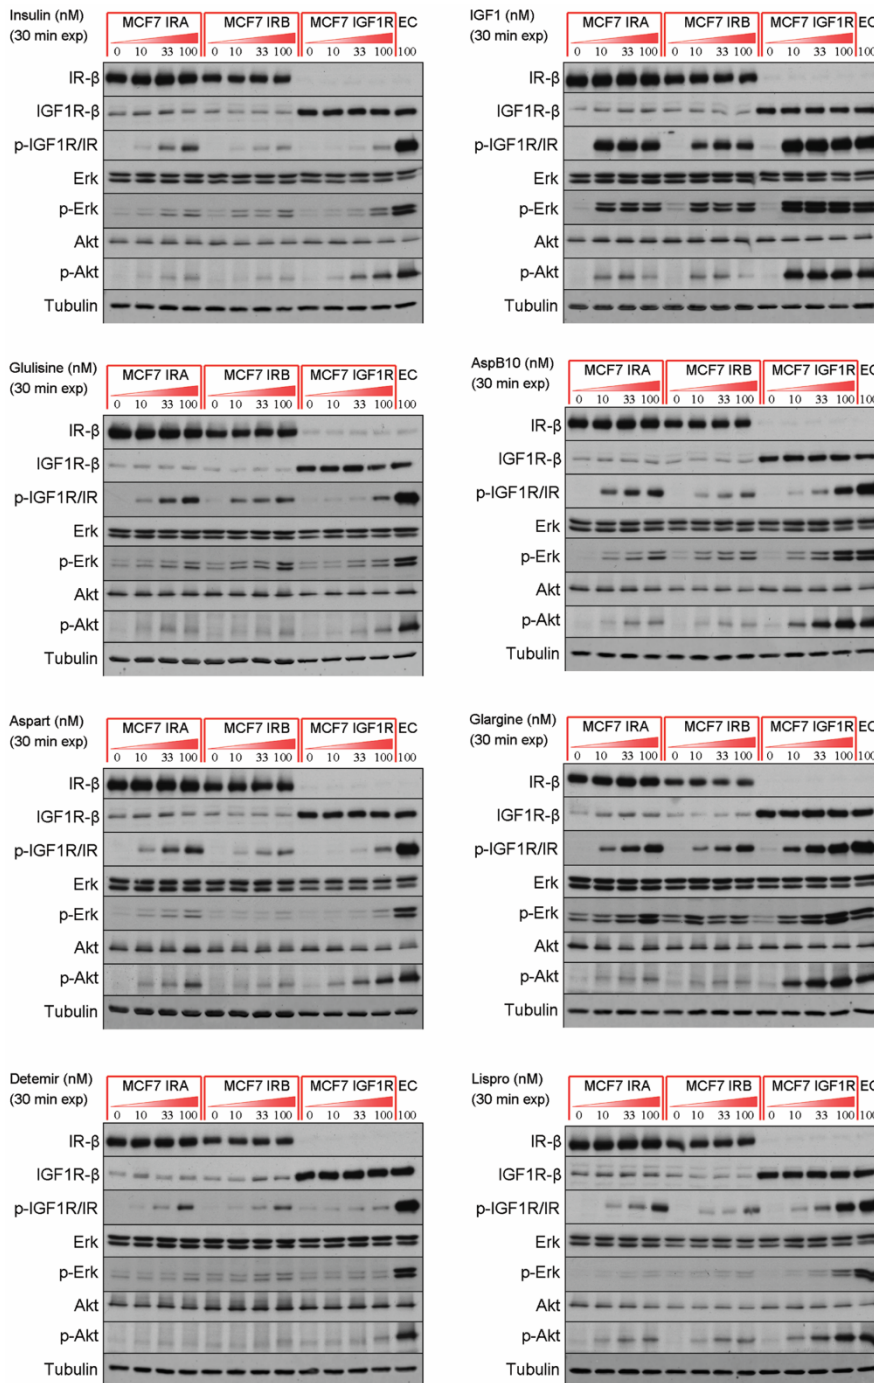 Insulin (nM)
(30 min exp)
MCF7 IRA MCF7 IRB MCF7 IGF1R EC
0 10 33 100 0 10 33 100 0 10 33 100 100
IR-β
IGF1R-β
p-IGF1R/IR
Erk
p-Erk
Akt
p-Akt
Tubulin
IGF1 (nM)
(30 min exp)
MCF7 IRA MCF7 IRB MCF7 IGF1R EC
0 10 33 100 0 10 33 100 0 10 33 100 100
IR-β
IGF1R-β
p-IGF1R/IR
Erk
p-Erk
Akt
p-Akt
Tubulin
Glulisine (nM)
(30 min exp)
MCF7 IRA MCF7 IRB MCF7 IGF1R EC
0 10 33 100 0 10 33 100 0 10 33 100 100
IR-β
IGF1R-β
p-IGF1R/IR
Erk
p-Erk
Akt
p-Akt
Tubulin
AspB10 (nM)
(30 min exp)
MCF7 IRA MCF7 IRB MCF7 IGF1R EC
0 10 33 100 0 10 33 100 0 10 33 100 100
IR-β
IGF1R-β
p-IGF1R/IR
Erk
p-Erk
Akt
p-Akt
Tubulin
Aspart (nM)
(30 min exp)
MCF7 IRA MCF7 IRB MCF7 IGF1R EC
0 10 33 100 0 10 33 100 0 10 33 100 100
IR-β
IGF1R-β
p-IGF1R/IR
Erk
p-Erk
Akt
p-Akt
Tubulin
Glargine (nM)
(30 min exp)
MCF7 IRA MCF7 IRB MCF7 IGF1R EC
0 10 33 100 0 10 33 100 0 10 33 100 100
IR-β
IGF1R-β
p-IGF1R/IR
Erk
p-Erk
Akt
p-Akt
Tubulin
Detemir (nM)
(30 min exp)
MCF7 IRA MCF7 IRB MCF7 IGF1R EC
0 10 33 100 0 10 33 100 0 10 33 100 100
IR-β
IGF1R-β
p-IGF1R/IR
Erk
p-Erk
Akt
p-Akt
Tubulin
Lispro (nM)
(30 min exp)
MCF7 IRA MCF7 IRB MCF7 IGF1R EC
0 10 33 100 0 10 33 100 0 10 33 100 100
IR-β
IGF1R-β
p-IGF1R/IR
Erk
p-Erk
Akt
p-Akt
Tubulin